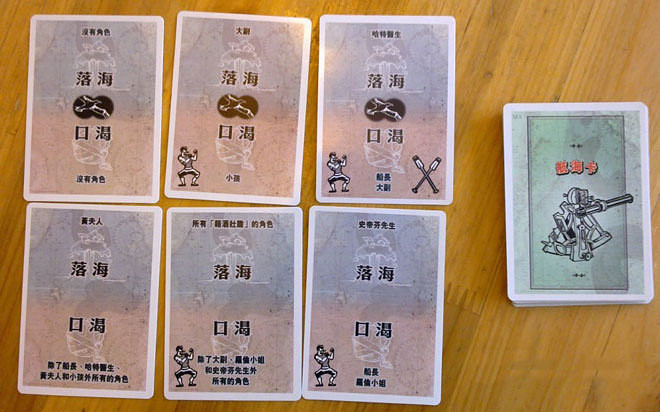 沒有角色
落海
口渴
沒有角色
大副
落海
口渴
小孩
哈特醫生
落海
口渴
船長
大副
黃夫人
落海
口渴
除了船長、哈特醫生、
黃夫人和小孩外所有的角色
所有「藉酒壯膽」的角色
落海
口渴
除了大副、羅倫小姐
和史帝芬先生外
所有的角色
史帝芬先生
落海
口渴
船長
羅倫小姐
航海卡